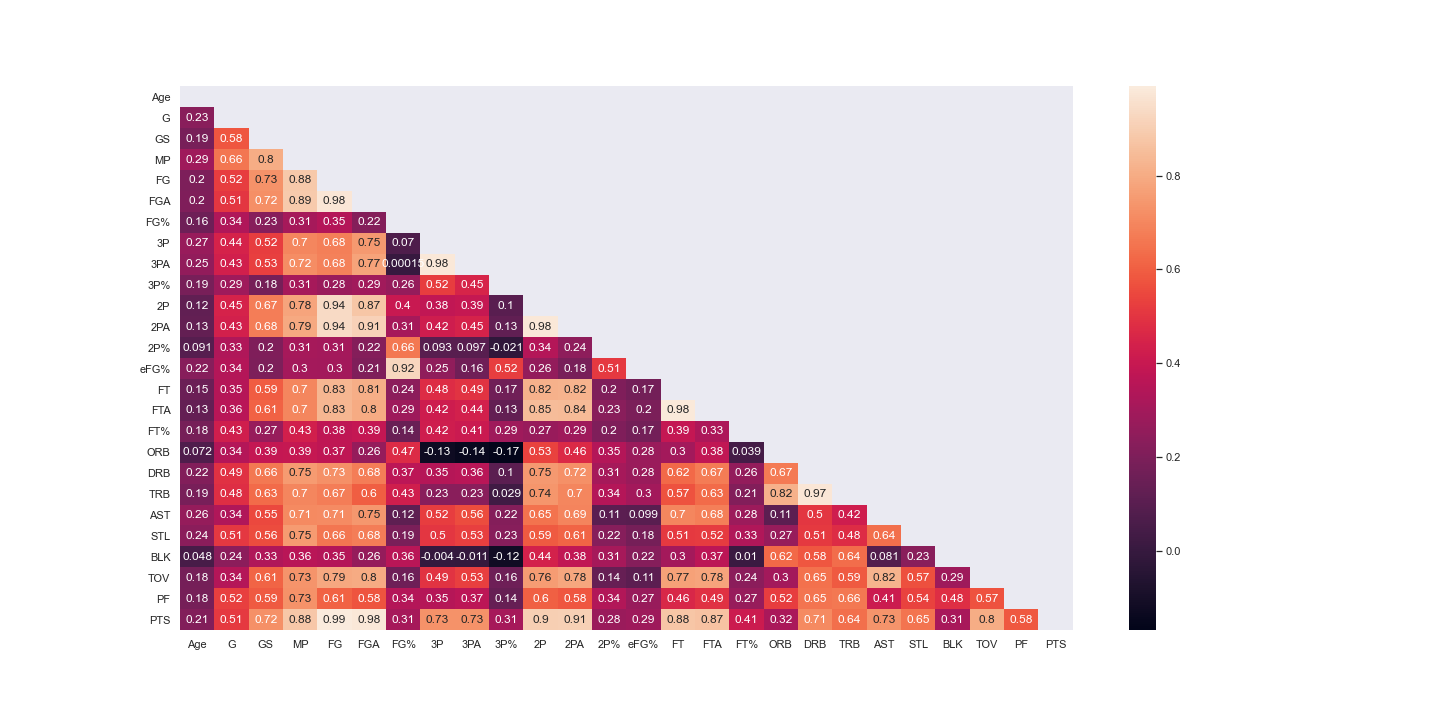 Age
G 0.23
GS 0.19 0.58
MP 0.29 0.66 0.8
FG 0.2 0.52 0.73 0.88
FGA 0.2 0.51 0.72 0.89 0.98
FG% 0.16 0.34 0.23 0.31 0.35 0.22
3P 0.27 0.44 0.52 0.7 0.68 0.75 0.07
3PA 0.25 0.43 0.53 0.72 0.68 0.77 0.98
3P% 0.19 0.29 0.18 0.31 0.28 0.29 0.26 0.52 0.45
2P 0.12 0.45 0.67 0.78 0.94 0.87 0.4 0.38 0.39 0.1
2PA 0.13 0.43 0.68 0.79 0.94 0.91 0.31 0.42 0.45 0.13 0.98
2P% 0.091 0.33 0.2 0.31 0.31 0.22 0.66 0.093 0.097 -0.021 0.34 0.24
eFG% 0.22 0.34 0.2 0.3 0.3 0.21 0.92 0.25 0.16 0.52 0.26 0.18 0.51
FT 0.15 0.35 0.59 0.7 0.83 0.81 0.24 0.48 0.49 0.17 0.82 0.82 0.2 0.17
FTA 0.13 0.36 0.61 0.7 0.83 0.8 0.29 0.42 0.44 0.13 0.85 0.84 0.23 0.2 0.98
FT% 0.18 0.43 0.27 0.43 0.38 0.39 0.14 0.42 0.41 0.29 0.27 0.29 0.2 0.17 0.39 0.33
ORB 0.072 0.34 0.39 0.39 0.37 0.26 0.47 -0.13 -0.14 -0.17 0.53 0.46 0.35 0.28 0.3 0.38 0.039
DRB 0.22 0.49 0.66 0.75 0.73 0.68 0.37 0.35 0.36 0.1 0.75 0.72 0.31 0.28 0.62 0.67 0.26 0.67
TRB 0.19 0.48 0.63 0.7 0.67 0.6 0.43 0.23 0.23 0.029 0.74 0.7 0.34 0.3 0.57 0.63 0.21 0.82 0.97
AST 0.26 0.34 0.55 0.71 0.71 0.75 0.12 0.52 0.56 0.22 0.65 0.69 0.11 0.099 0.7 0.68 0.28 0.11 0.5 0.42
STL 0.24 0.51 0.56 0.75 0.66 0.68 0.19 0.5 0.53 0.23 0.59 0.61 0.22 0.18 0.51 0.52 0.33 0.27 0.51 0.48 0.64
BLK 0.048 0.24 0.33 0.36 0.35 0.26 0.36 -0.004 -0.011 -0.12 0.44 0.38 0.31 0.22 0.3 0.37 0.01 0.62 0.58 0.64 0.081 0.23
TOV 0.18 0.34 0.61 0.73 0.79 0.8 0.16 0.49 0.53 0.16 0.76 0.78 0.14 0.11 0.77 0.78 0.24 0.3 0.65 0.59 0.82 0.57 0.29
PF 0.18 0.52 0.59 0.73 0.61 0.58 0.34 0.35 0.37 0.14 0.6 0.58 0.34 0.27 0.46 0.49 0.27 0.52 0.65 0.66 0.41 0.54 0.48 0.57
PTS 0.21 0.51 0.72 0.88 0.99 0.98 0.31 0.73 0.73 0.31 0.9 0.91 0.28 0.29 0.88 0.87 0.41 0.32 0.71 0.64 0.73 0.65 0.31 0.8 0.58
Age G GS MP FG FGA FG% 3P 3PA 3P% 2P 2PA 2P% eFG% FT FTA FT% ORB DRB TRB AST STL BLK TOV PF PTS
0.8
0.6
0.4
0.2
0.0